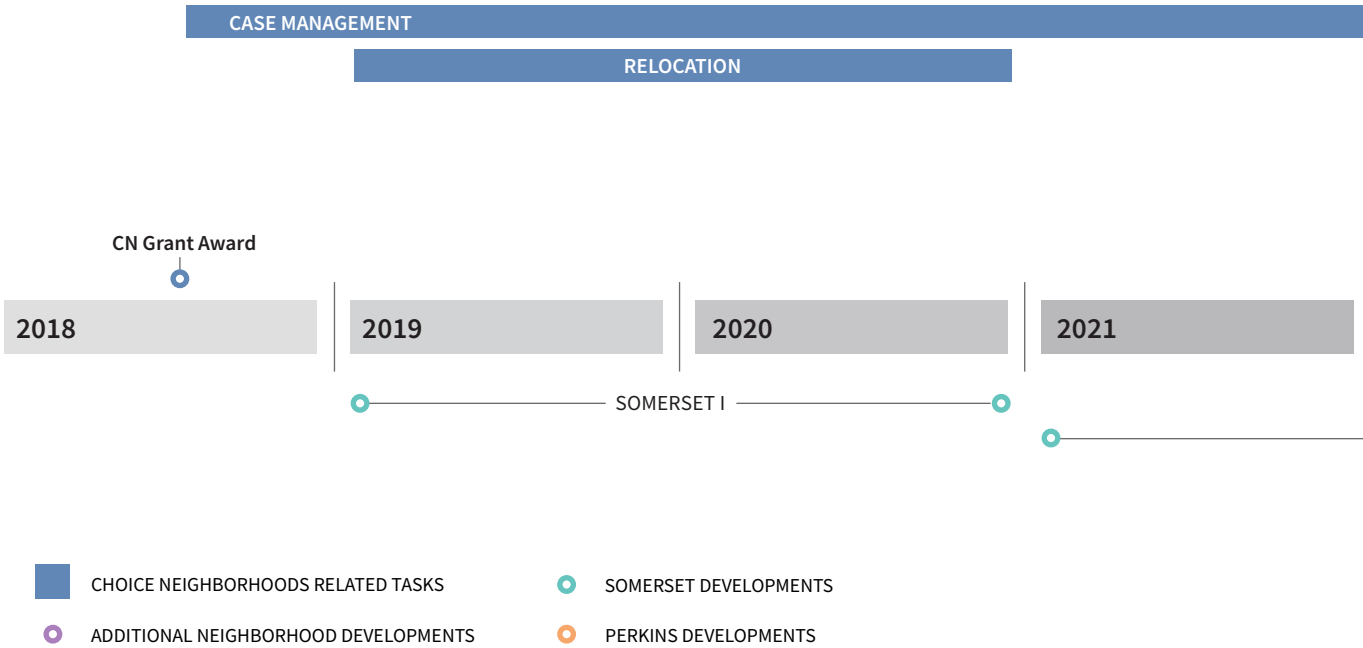 CASE MANAGEMENT
RELOCATION
CN Grant Award
2018
2019
2020
2021
SOMERSET I
CHOICE NEIGHBORHOODS RELATED TASKS
SOMERSET DEVELOPMENTS
ADDITIONAL NEIGHBORHOOD DEVELOPMENTS
PERKINS DEVELOPMENTS